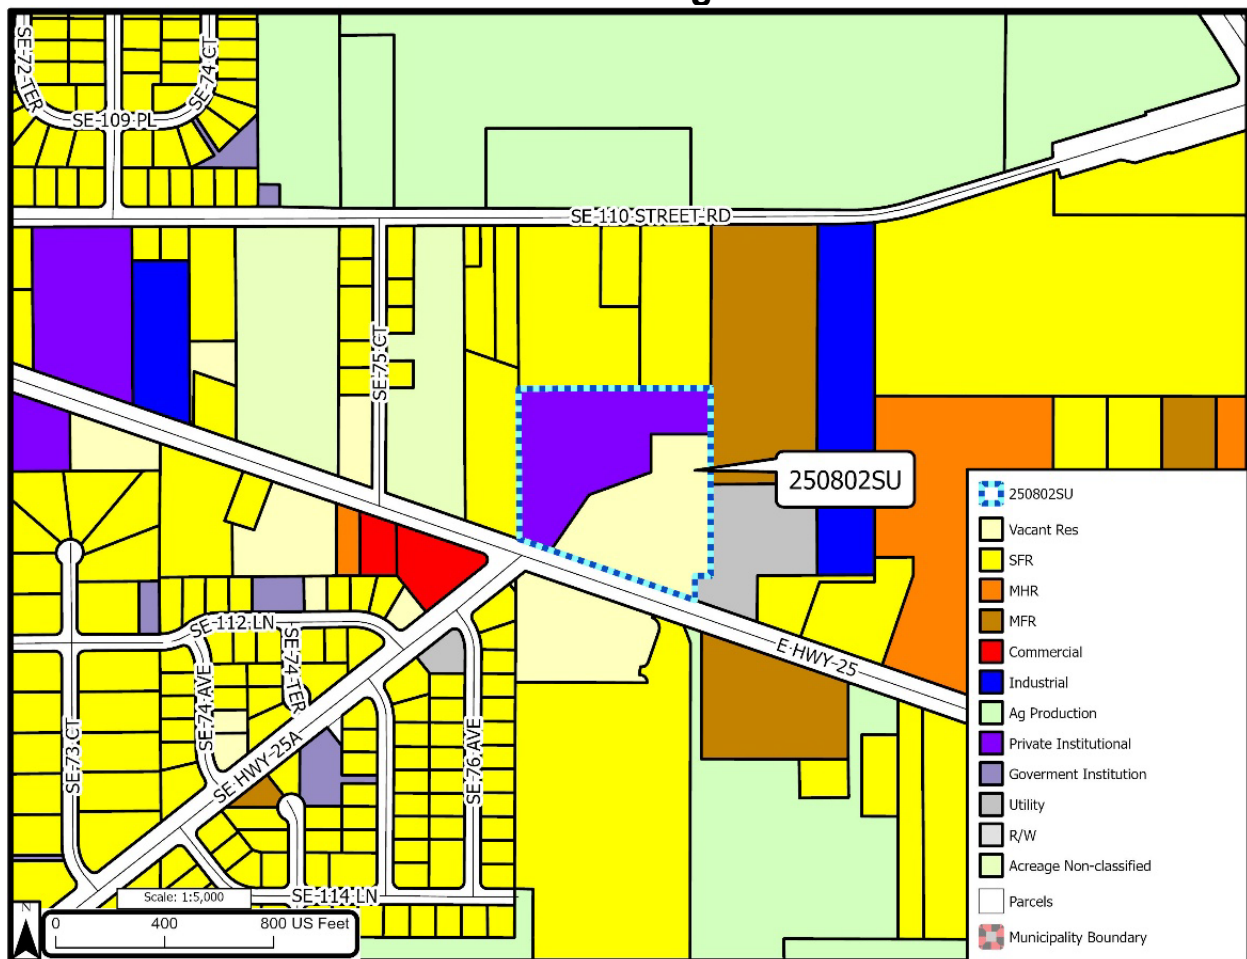 SE 72 TER
SE 74 CT
SE 109 PL
SE 110 STREET RD
SE 75 CT
250802SU
SE 112 LN
SE 74 TER
SE 74 AVE
SE 73 CT
SE HWY 25A
SE 76 AVE
E HWY 25
SE 114 LN
250802SU
Vacant Res
SFR
MHR
MFR
Commercial
Industrial
Ag Production
Private Institutional
Goverment Institution
Utility
R/W
Acreage Non-classified
Parcels
Municipality Boundary
Scale: 1:5,000
N
0 400 800 US Feet